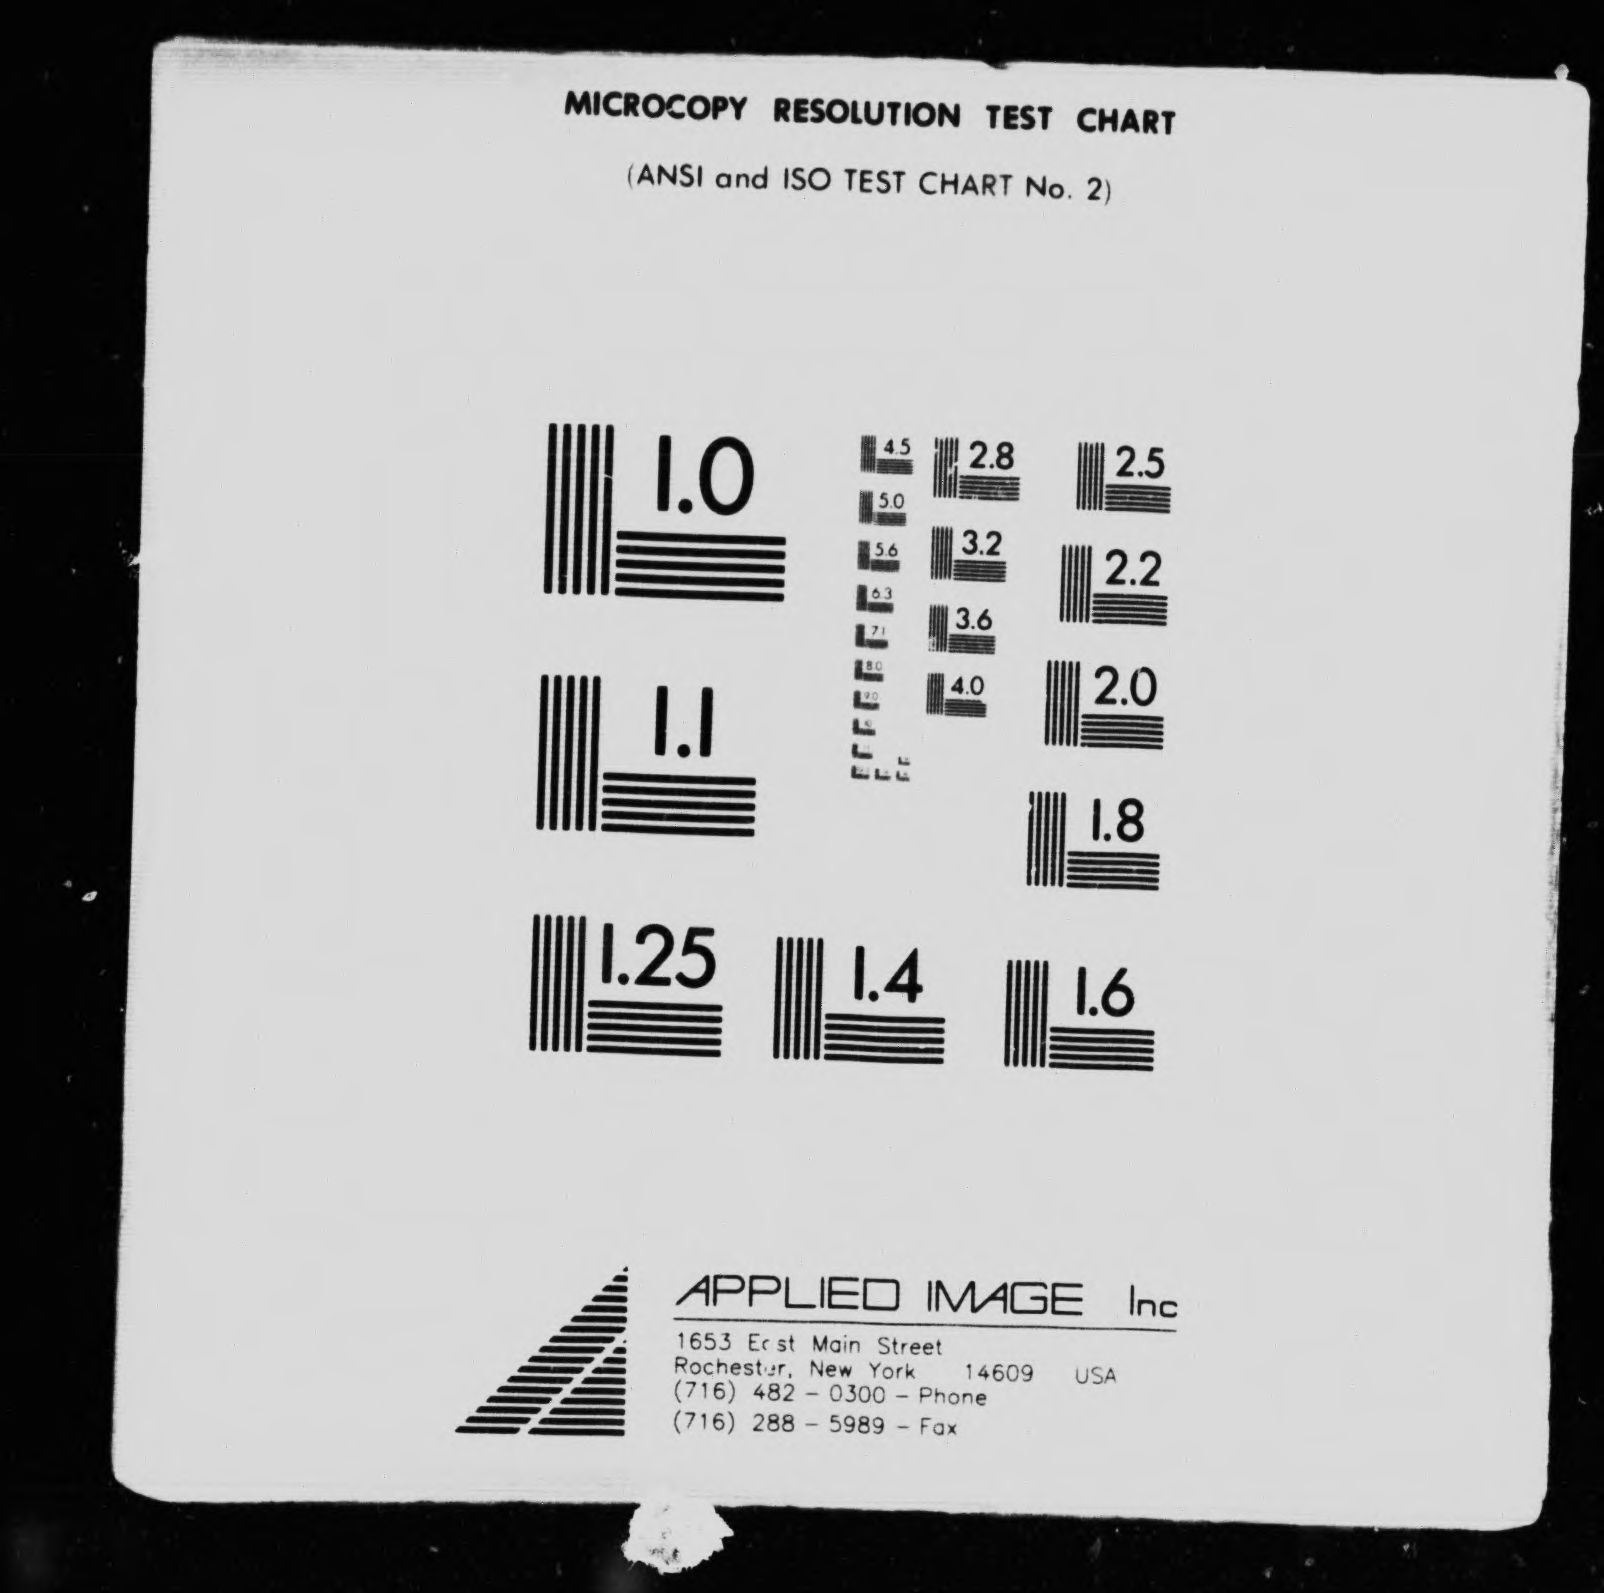 MICROCOPY RESOLUTION TEST CHART
(ANSI and ISO TEST CHART No. 2)
1.0
4.5 2.8 2.5
5.0
5.6 3.2 2.2
6.3
3.6
7.1
8.0
1.1
4.0 2.0
9.0
1.8
1.25 1.4 1.6
APPLIED IMAGE Inc
1653 East Main Street
Rochester, New York 14609 USA
(716) 482 - 0300 - Phone
(716) 288 - 5989 - Fax